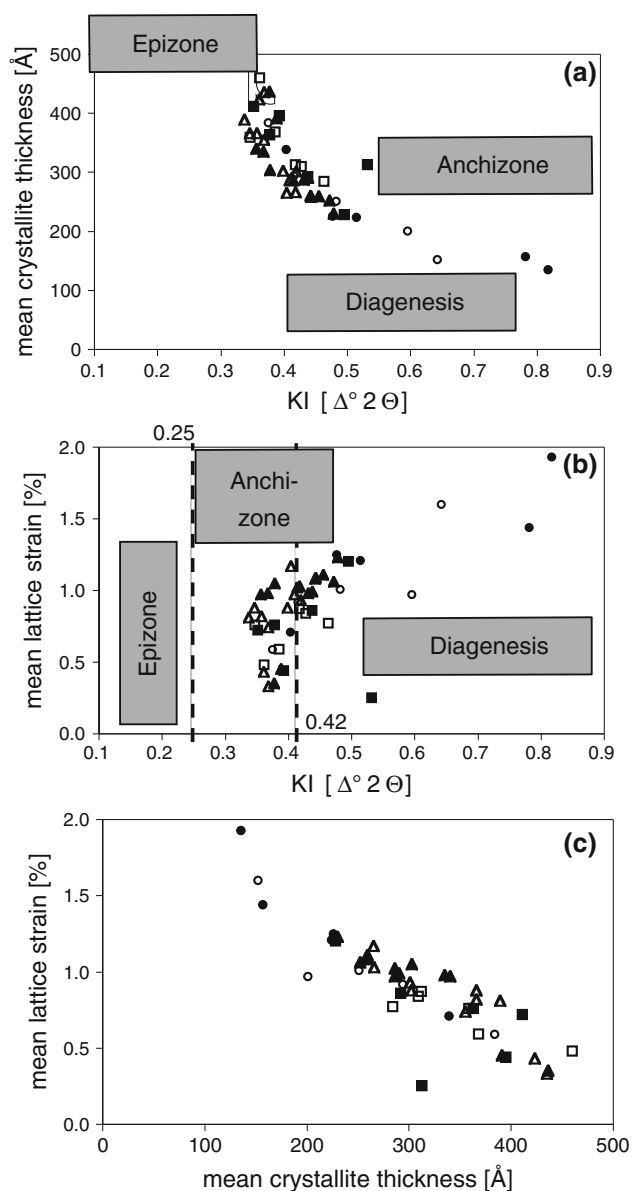 (a)
mean crystallite thickness [Å]
500
400
300
200
100
0
Epizone
Anchizone
Diagenesis
0.1 0.2 0.3 0.4 0.5 0.6 0.7 0.8 0.9
KI [ Δ° 2 Θ]
(b)
mean lattice strain [%]
2.0
1.5
1.0
0.5
0.0
0.25
Anchi-
zone
Epizone
Diagenesis
0.42
0.1 0.2 0.3 0.4 0.5 0.6 0.7 0.8 0.9
KI [ Δ° 2 Θ]
(c)
mean lattice strain [%]
2.0
1.5
1.0
0.5
0.0
0 100 200 300 400 500
mean crystallite thickness [Å]